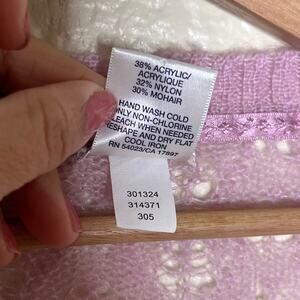 38% ACRYLIC/
ACRYLIQUE
32% NYLON
30% MOHAIR
HAND WASH COLD
ONLY NON-CHLORINE
BLEACH WHEN NEEDED
RESHAPE AND DRY FLAT
COOL IRON
RN 54023/CA 17897
301324
314371
305